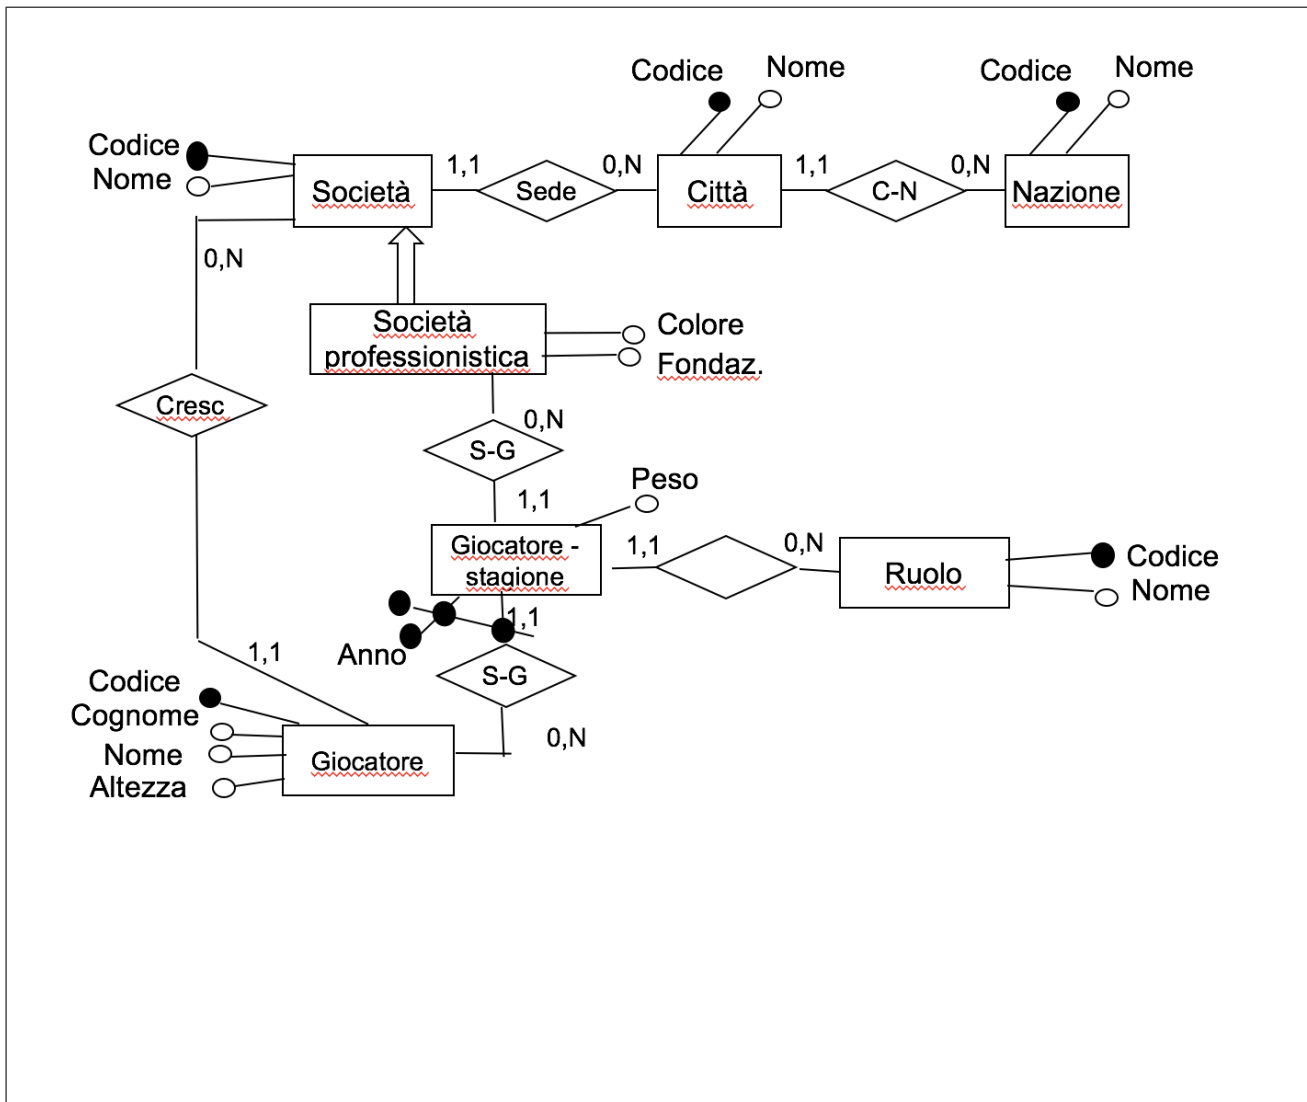 Codice
Nome
Codice
Nome
Codice
Nome
Società
1,1
Sede
0,N
Città
1,1
C-N
0,N
Nazione
0,N
Società
professionistica
Colore
Fondaz.
Cresc
0,N
S-G
1,1
Peso
Giocatore -
stagione
1,1
0,N
Ruolo
Codice
Nome
1,1
Anno
1,1
S-G
0,N
Codice
Cognome
Nome
Altezza
Giocatore